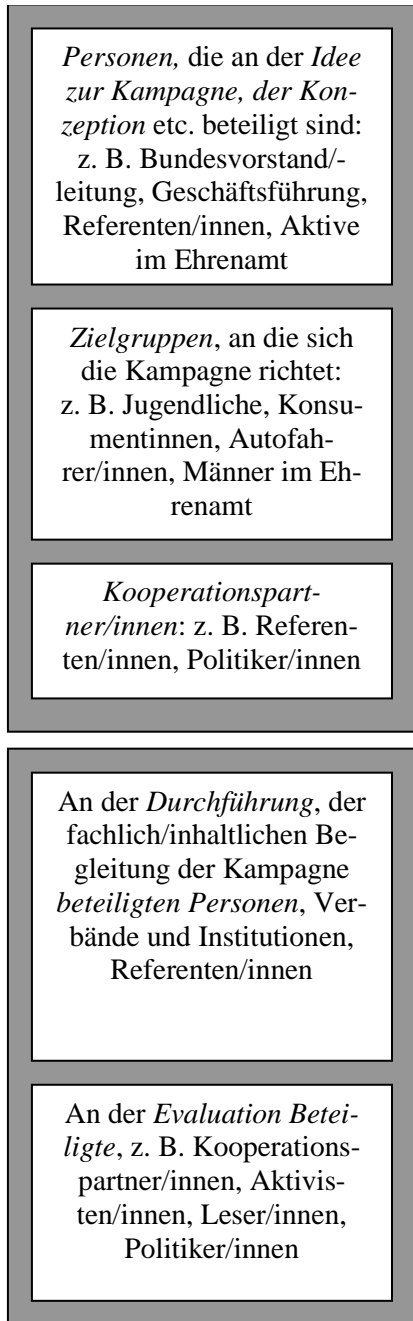 Personen, die an der Idee
zur Kampagne, der Kon-
zeption etc. beteiligt sind:
z. B. Bundesvorstand/-
leitung, Geschäftsführung,
Referenten/innen, Aktive
im Ehrenamt
Zielgruppen, an die sich
die Kampagne richtet:
z. B. Jugendliche, Konsu-
mentinnen, Autofah-
rer/innen, Männer im Eh-
renamt
Kooperationspart-
ner/innen: z. B. Referen-
ten/innen, Politiker/innen
An der Durchführung, der
fachlich/inhaltlichen Be-
gleitung der Kampagne
beteiligten Personen, Ver-
bände und Institutionen,
Referenten/innen
An der Evaluation Betei-
ligte, z. B. Kooperations-
partner/innen, Aktivis-
ten/innen, Leser/innen,
Politiker/innen